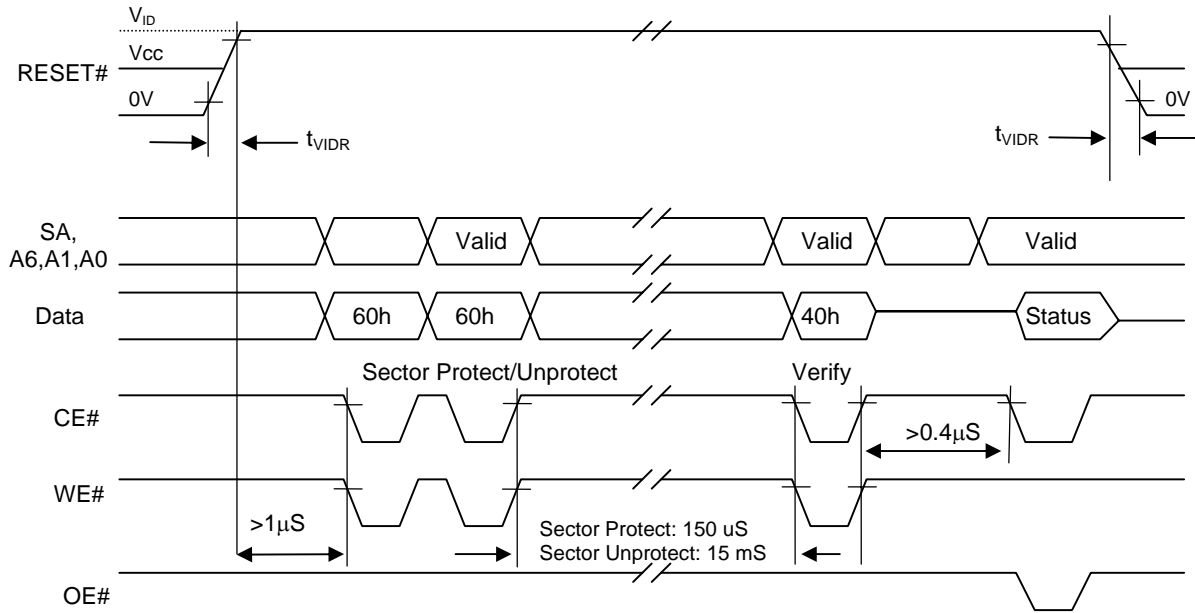 VID
Vcc
RESET#
0V
0V
tVIDR
tVIDR
SA,
A6,A1,A0
Valid
Valid
Valid
Data
60h
60h
40h
Status
Sector Protect/Unprotect
Verify
CE#
>0.4μS
WE#
>1μS
Sector Protect: 150 uS
Sector Unprotect: 15 mS
OE#